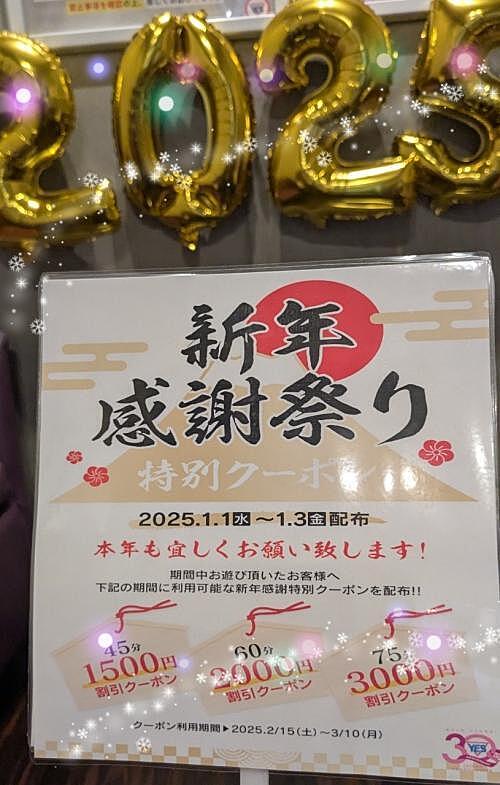 2025
新年
感謝祭り
特別クーポン
2025.1.1水～1.3金配布
本年も宜しくお願い致します!
期間中お遊び頂いたお客様へ
下記の期間に利用可能な新年感謝特別クーポンを配布!!
45分
1500円
割引クーポン
60分
2000円
割引クーポン
75分
3000円
割引クーポン
クーポン利用期間▶2025.2/15(土)～3/10(月)
30
YES